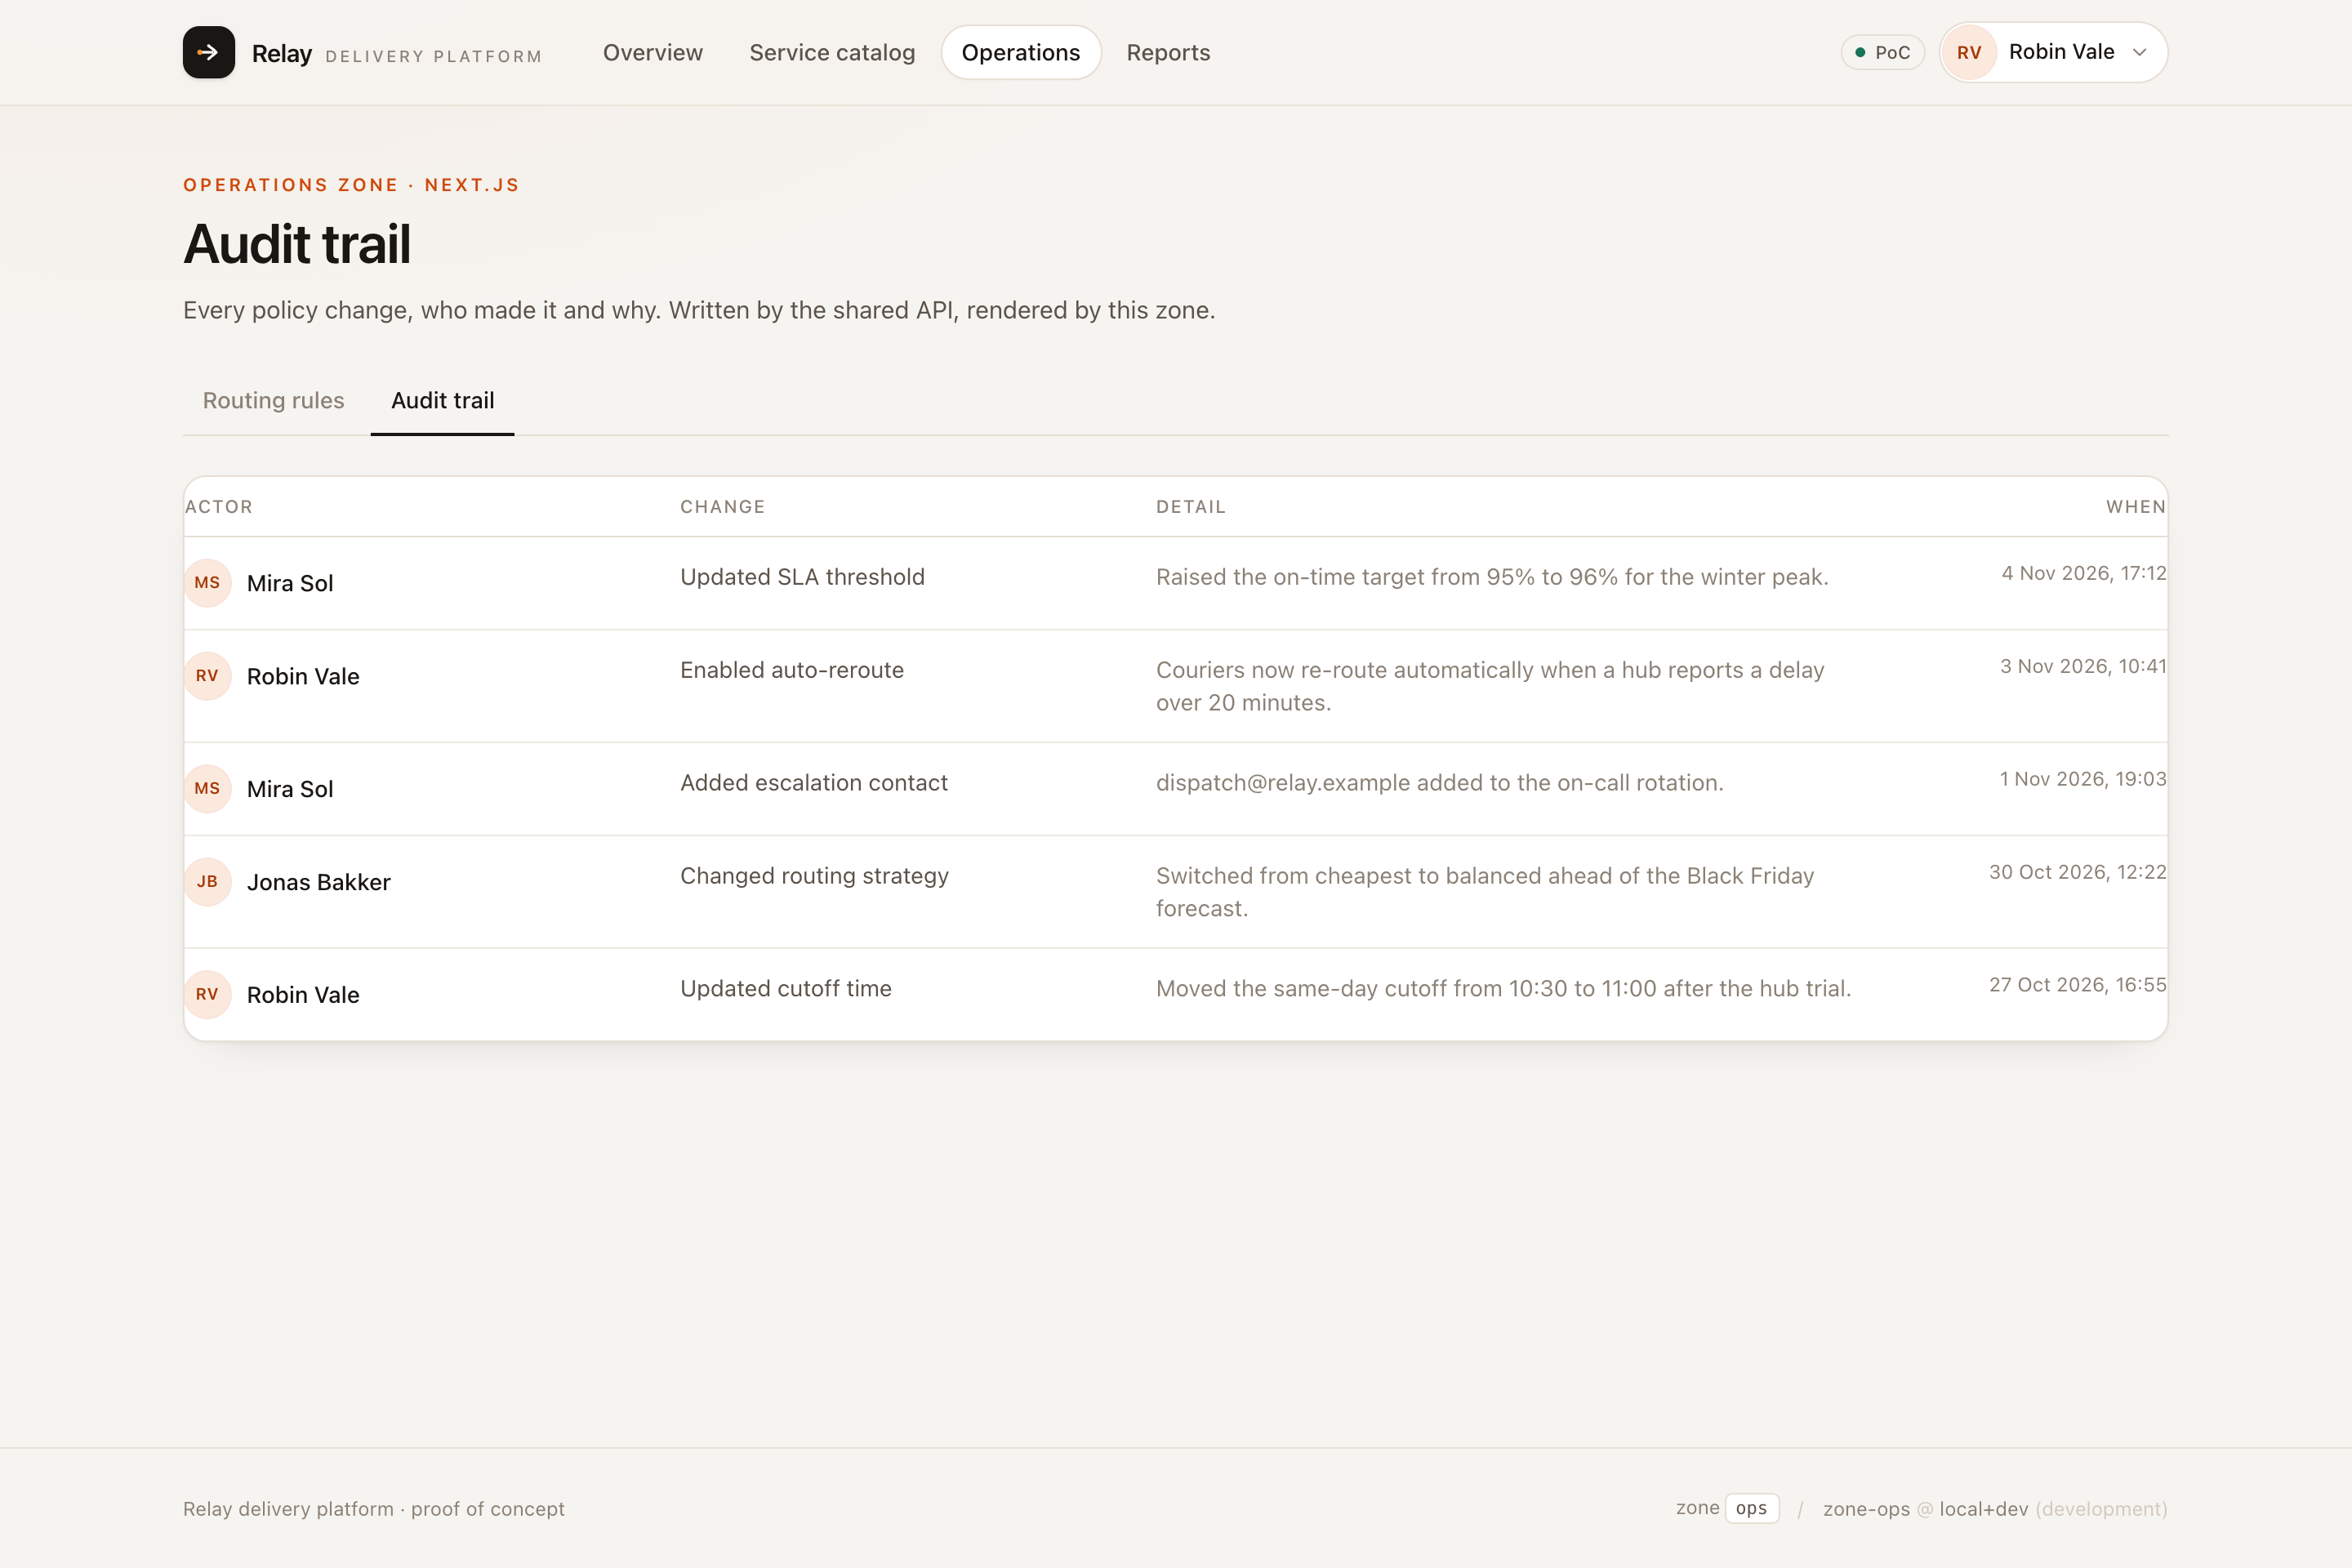 Relay DELIVERY PLATFORM Overview Service catalog Operations Reports PoC RV Robin Vale
OPERATIONS ZONE · NEXT.JS
Audit trail
Every policy change, who made it and why. Written by the shared API, rendered by this zone.
Routing rules Audit trail
ACTOR CHANGE DETAIL WHEN
MS Mira Sol Updated SLA threshold Raised the on-time target from 95% to 96% for the winter peak. 4 Nov 2026, 17:12
RV Robin Vale Enabled auto-reroute Couriers now re-route automatically when a hub reports a delay 3 Nov 2026, 10:41
over 20 minutes.
MS Mira Sol Added escalation contact dispatch@relay.example added to the on-call rotation. 1 Nov 2026, 19:03
JB Jonas Bakker Changed routing strategy Switched from cheapest to balanced ahead of the Black Friday 30 Oct 2026, 12:22
forecast.
RV Robin Vale Updated cutoff time Moved the same-day cutoff from 10:30 to 11:00 after the hub trial. 27 Oct 2026, 16:55
Relay delivery platform · proof of concept zone ops / zone-ops @ local+dev (development)